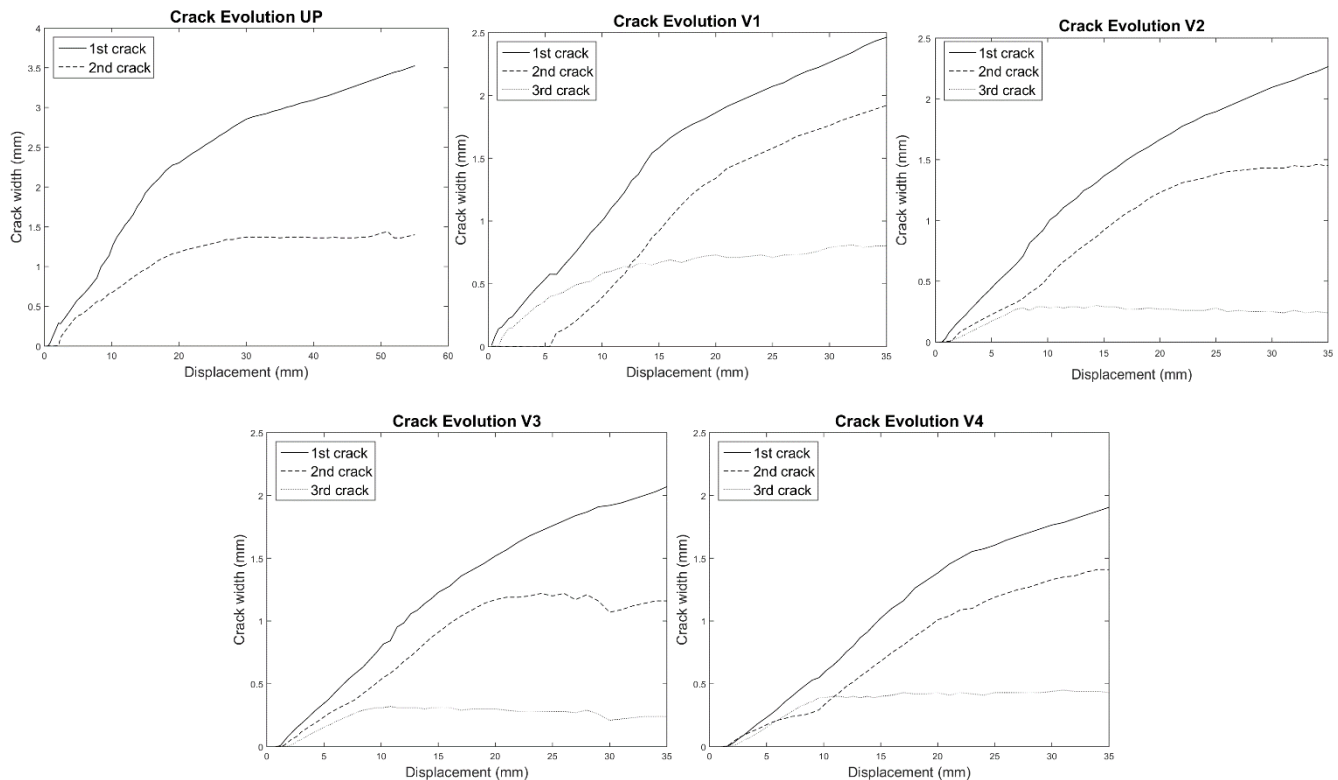 Crack Evolution UP
4
3.5
3
2.5
2
1.5
1
0.5
0
Crack width (mm)
1st crack
2nd crack
0 10 20 30 40 50 60
Displacement (mm)
Crack Evolution V1
2.5
2
1.5
1
0.5
0
Crack width (mm)
1st crack
2nd crack
3rd crack
0 5 10 15 20 25 30 35
Displacement (mm)
Crack Evolution V2
2.5
2
1.5
1
0.5
0
Crack width (mm)
1st crack
2nd crack
3rd crack
0 5 10 15 20 25 30 35
Displacement (mm)
Crack Evolution V3
2.5
2
1.5
1
0.5
0
Crack width (mm)
1st crack
2nd crack
3rd crack
0 5 10 15 20 25 30 35
Displacement (mm)
Crack Evolution V4
2.5
2
1.5
1
0.5
0
Crack width (mm)
1st crack
2nd crack
3rd crack
0 5 10 15 20 25 30 35
Displacement (mm)